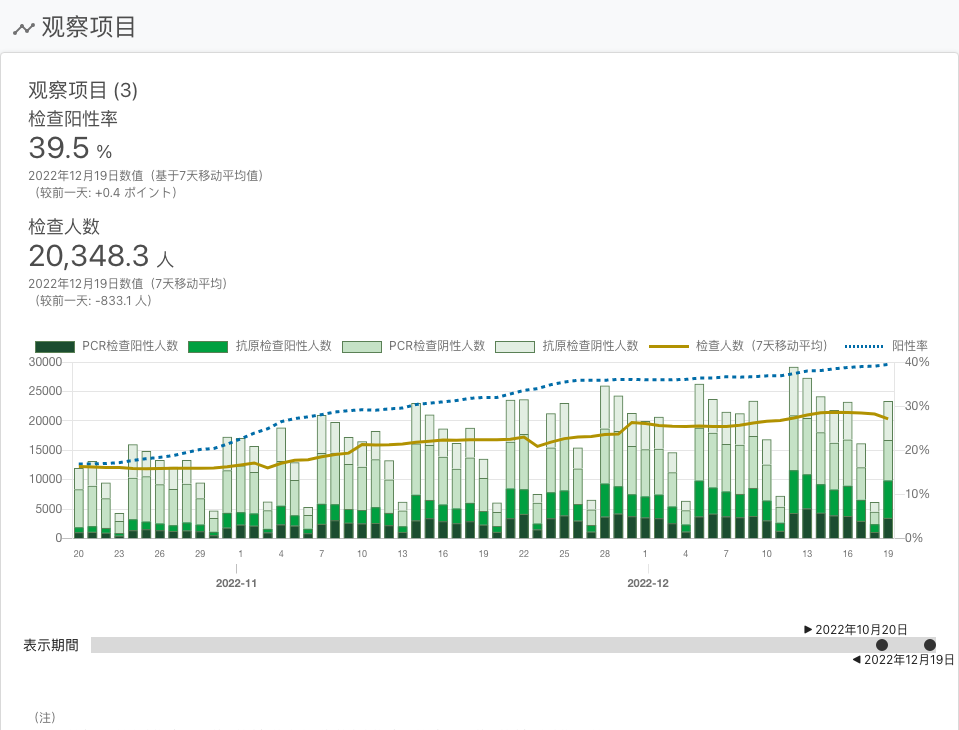 观察项目
观察项目 (3)
检查阳性率
39.5 %
2022年12月19日数值（基于7天移动平均值）
（较前一天: +0.4 ポイント）
检查人数
20,348.3 人
2022年12月19日数值（7天移动平均）
（较前一天: -833.1 人）
PCR检查阳性人数 抗原检查阳性人数 PCR检查阴性人数 抗原检查阴性人数 检查人数（7天移动平均） 阳性率
30000 40%
25000
20000 30%
15000 20%
10000
5000 10%
0 0%
20 23 26 29 1 4 7 10 13 16 19 22 25 28 1 4 7 10 13 16 19
2022-11 2022-12
▶ 2022年10月20日
表示期間
◀ 2022年12月19日
（注）